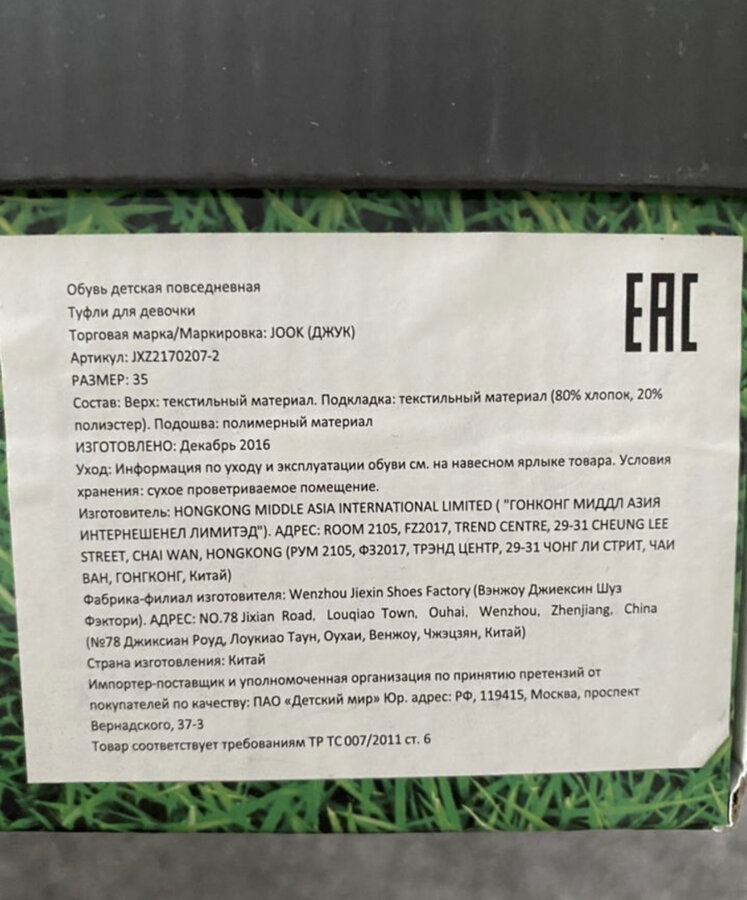 Обувь детская повседневная
EAC
Туфли для девочки
Торговая марка/Маркировка: JOOK (ДЖУК)
Артикул: JXZ2170207-2
РАЗМЕР: 35
Состав: Верх: текстильный материал. Подкладка: текстильный материал (80% хлопок, 20%
полиэстер). Подошва: полимерный материал
ИЗГОТОВЛЕНО: Декабрь 2016
Уход: Информация по уходу и эксплуатации обуви см. на навесном ярлыке товара. Условия
хранения: сухое проветриваемое помещение.
Изготовитель: HONGKONG MIDDLE ASIA INTERNATIONAL LIMITED ( "ГОНКОНГ МИДДЛ АЗИЯ
ИНТЕРНЕШЕНЕЛ ЛИМИТЭД"). АДРЕС: ROOM 2105, FZ2017, TREND CENTRE, 29-31 CHEUNG LEE
STREET, CHAI WAN, HONGKONG (РУМ 2105, ФЗ2017, ТРЭНД ЦЕНТР, 29-31 ЧОНГ ЛИ СТРИТ, ЧАИ
ВАН, ГОНГКОНГ, Китай)
Фабрика-филиал изготовителя: Wenzhou Jiexin Shoes Factory (Вэнжоу Джиексин Шуз
Фэктори). АДРЕС: NO.78 Jixian Road, Louqiao Town, Ouhai, Wenzhou, Zhenjiang, China
(№78 Джиксиан Роуд, Лоукиао Таун, Оухаи, Венжоу, Чжэцзян, Китай)
Страна изготовления: Китай
Импортер-поставщик и уполномоченная организация по принятию претензий от
покупателей по качеству: ПАО «Детский мир» Юр. адрес: РФ, 119415, Москва, проспект
Вернадского, 37-3
Товар соответствует требованиям ТР ТС 007/2011 ст. 6